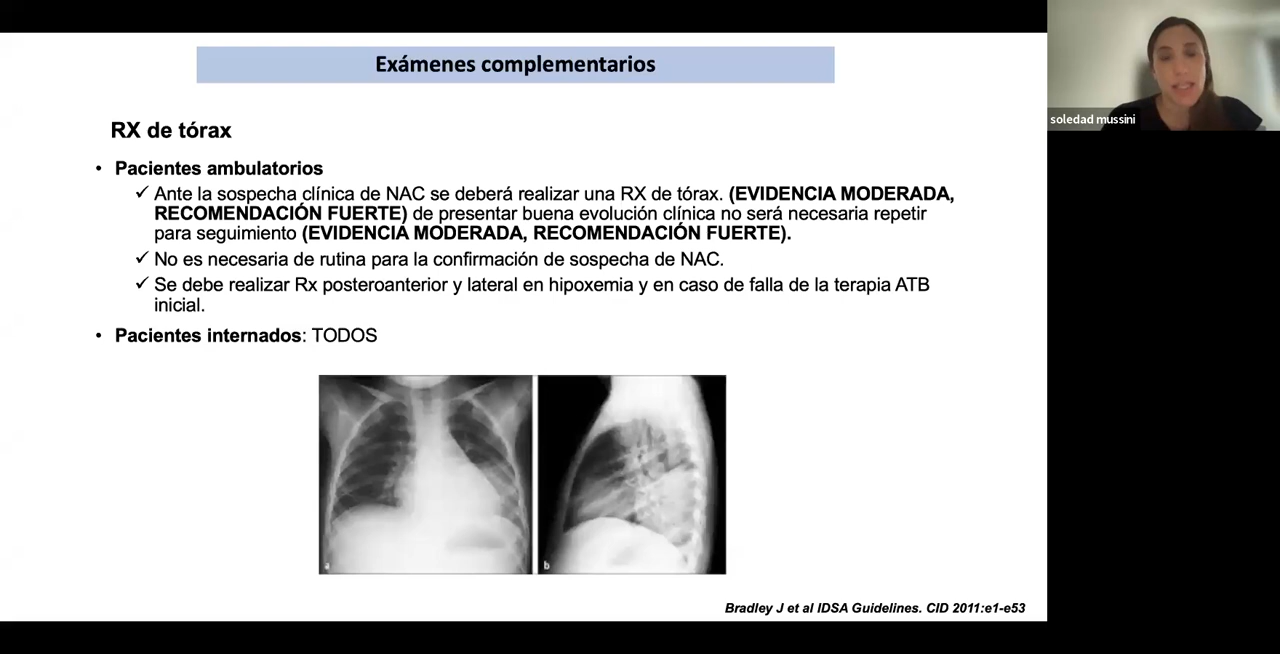 Exámenes complementarios
soledad mussini
RX de tórax
• Pacientes ambulatorios
✓ Ante la sospecha clínica de NAC se deberá realizar una RX de tórax. (EVIDENCIA MODERADA,
RECOMENDACIÓN FUERTE) de presentar buena evolución clínica no será necesaria repetir
para seguimiento (EVIDENCIA MODERADA, RECOMENDACIÓN FUERTE).
✓ No es necesaria de rutina para la confirmación de sospecha de NAC.
✓ Se debe realizar Rx posteroanterior y lateral en hipoxemia y en caso de falla de la terapia ATB
inicial.
• Pacientes internados: TODOS
a
b
Bradley J et al IDSA Guidelines. CID 2011:e1-e53